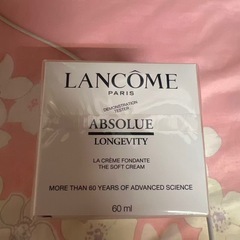 LANCÔME
PARIS
DEMONSTRATION
TESTER
ABSOLUE
LONGEVITY
LA CRÈME FONDANTE
THE SOFT CREAM
MORE THAN 60 YEARS OF ADVANCED SCIENCE
60 ml